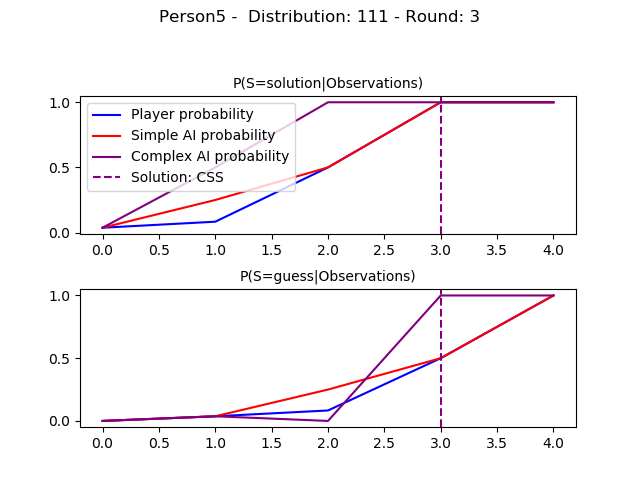 Person5 -  Distribution: 111 - Round: 3
P(S=solution|Observations)
1.0
0.5
0.0
Player probability
Simple AI probability
Complex AI probability
Solution: CSS
0.0 0.5 1.0 1.5 2.0 2.5 3.0 3.5 4.0
P(S=guess|Observations)
1.0
0.5
0.0
0.0 0.5 1.0 1.5 2.0 2.5 3.0 3.5 4.0